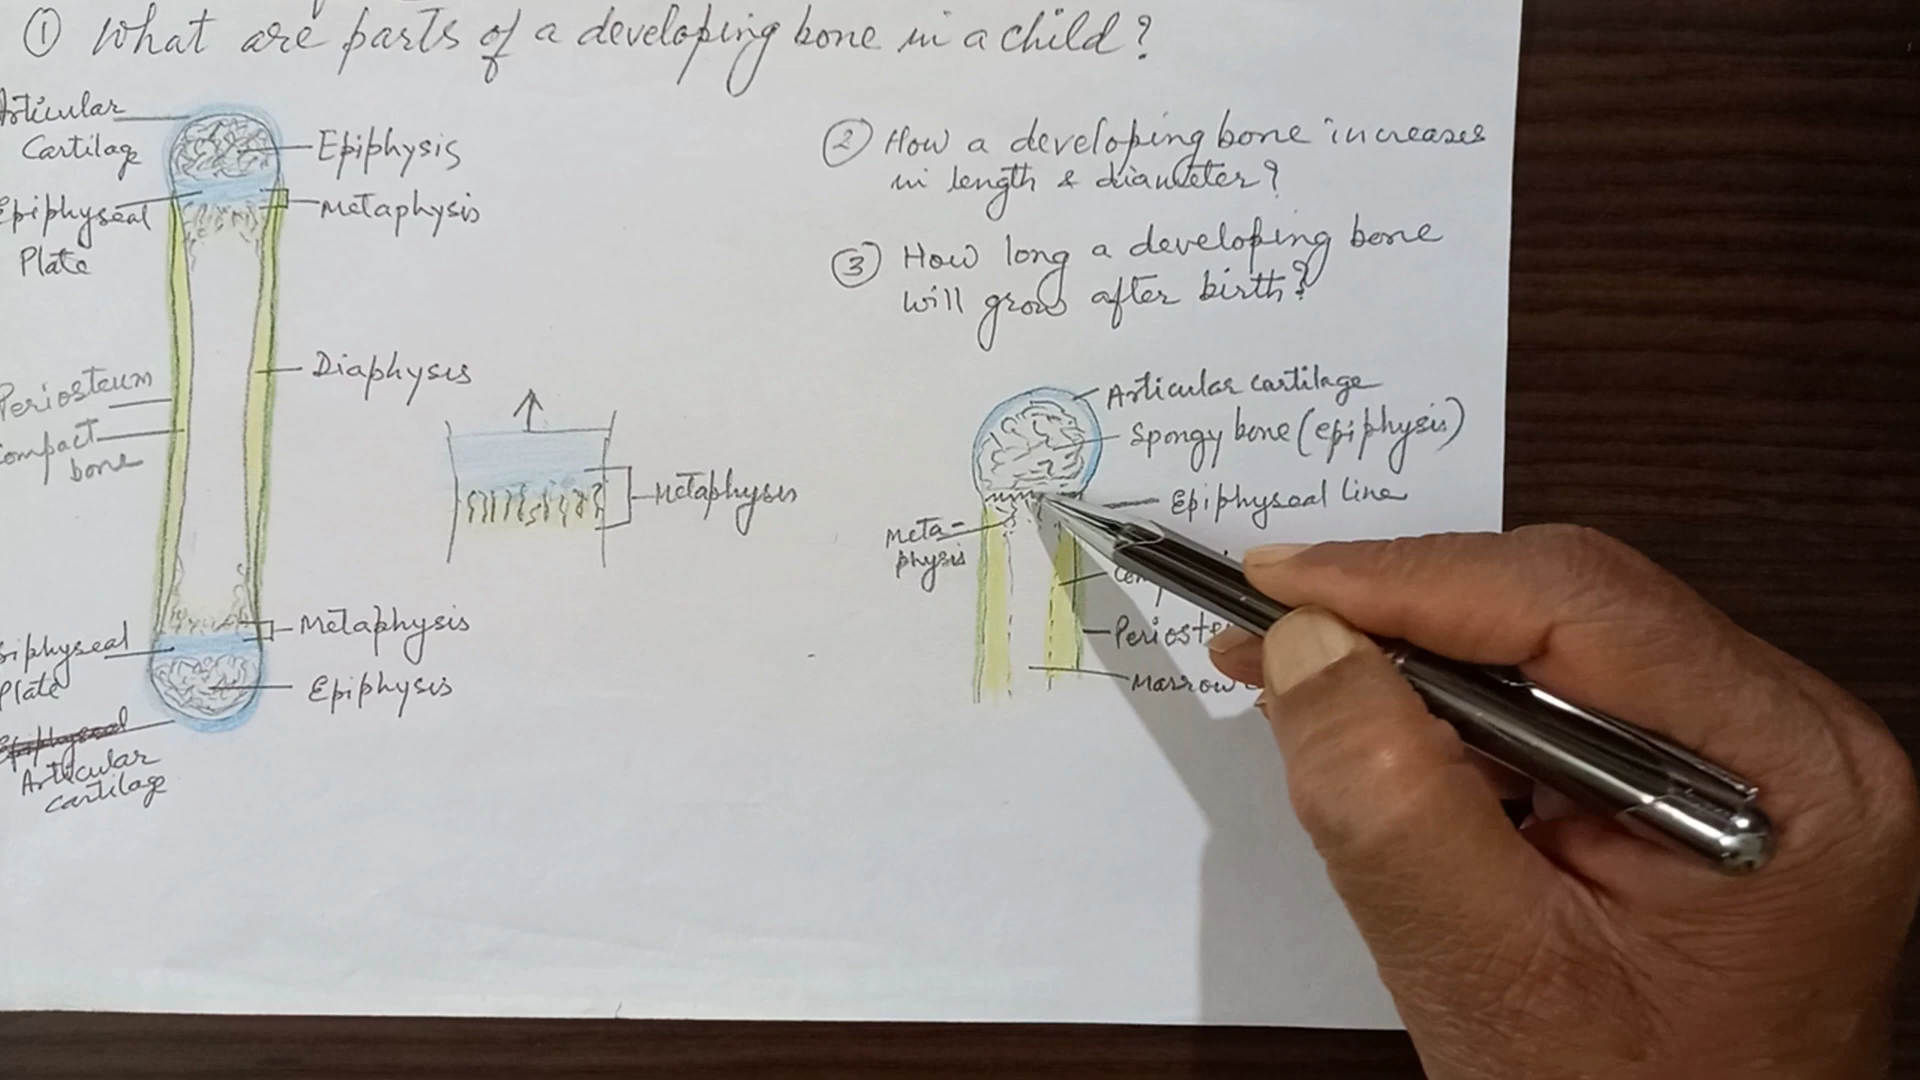 ① What are parts of a developing bone in a child?
Articular
Cartilage
Epiphysis
Epiphyseal
Plate
Metaphysis
Periosteum
Compact
bone
Diaphysis
Metaphysis
Epiphyseal
Plate
Metaphysis
Epiphysis
Articular
Cartilage
② How a developing bone increases
in length & diameter?
③ How long a developing bone
will grow after birth?
Articular cartilage
Spongy bone (epiphysis)
Epiphyseal line
Meta-
physis
Marrow